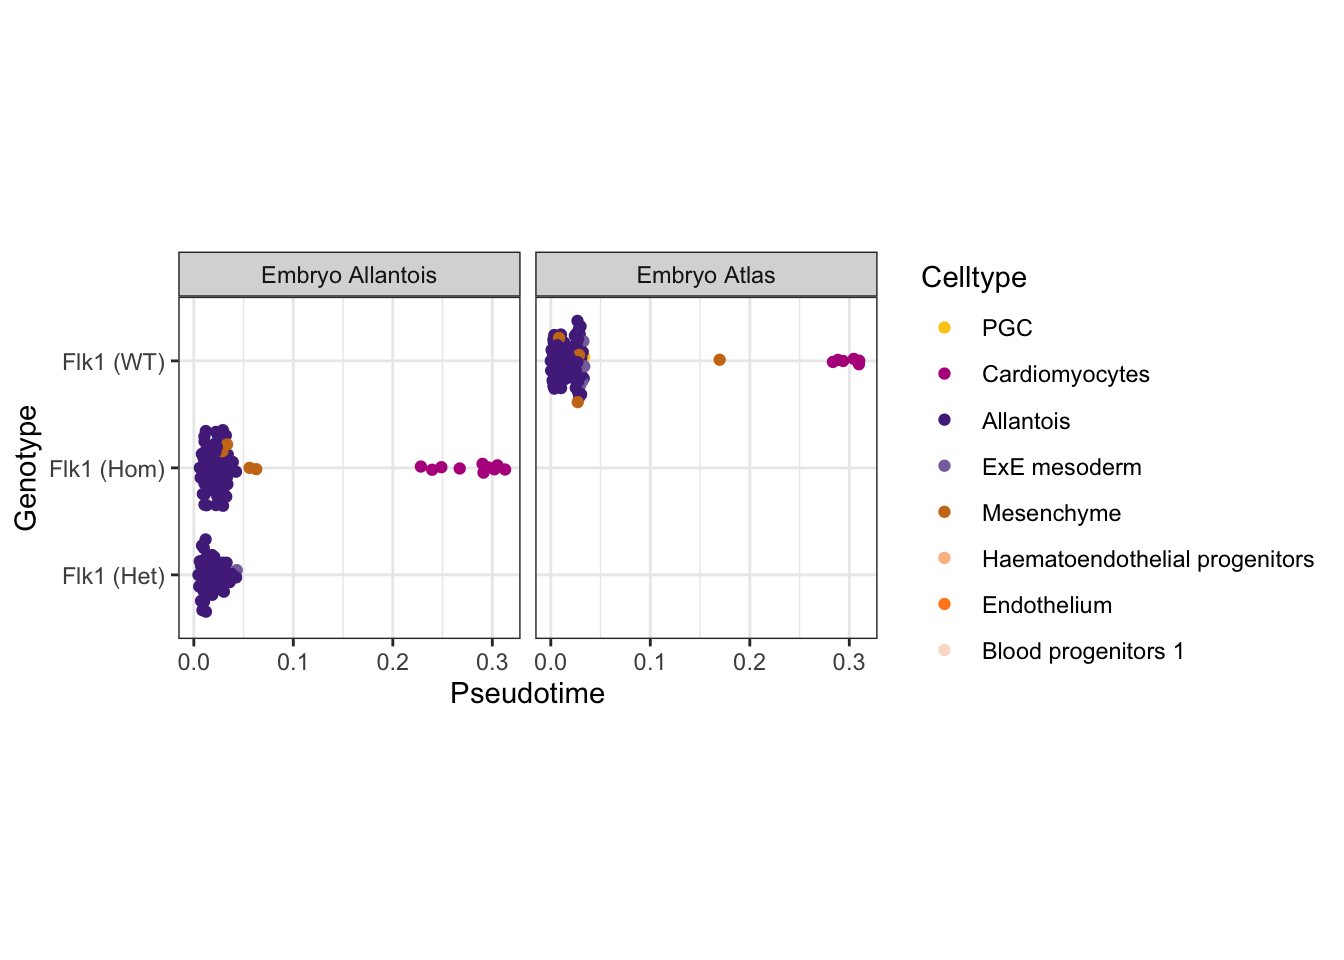 Embryo Allantois
Embryo Atlas
Genotype
Flk1 (WT)
Flk1 (Hom)
Flk1 (Het)
0.0 0.1 0.2 0.3
0.0 0.1 0.2 0.3
Pseudotime
Celltype
PGC
Cardiomyocytes
Allantois
ExE mesoderm
Mesenchyme
Haematoendothelial progenitors
Endothelium
Blood progenitors 1